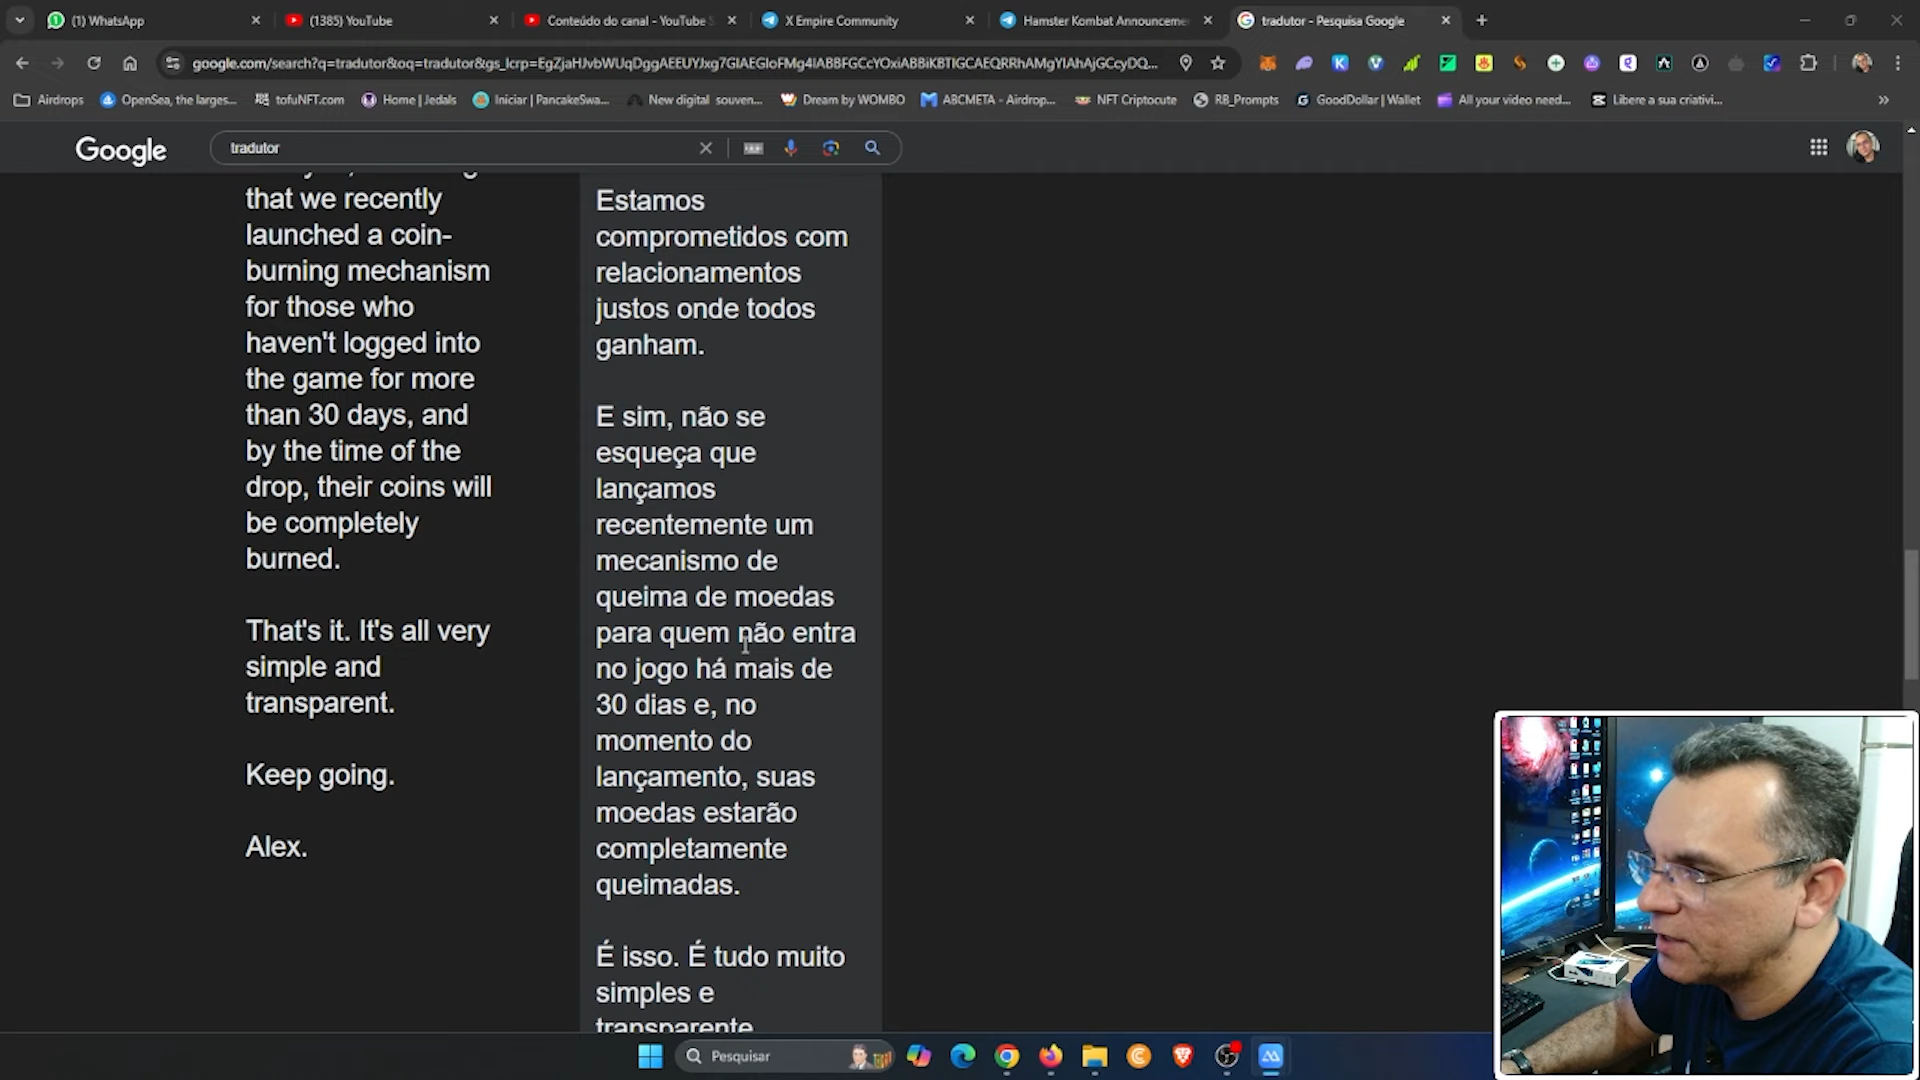 (1) WhatsApp
(1385) YouTube
Conteúdo do canal - YouTube S
X Empire Community
Hamster Kombat Announceme
tradutor - Pesquisa Google
google.com/search?q=tradutor&oq=tradutor&gs_lcrp=EgZjaHJvbWUqDggAEEUYJxg7GIAEGIoFMg4IABBFGCcYOxiABBiKBTIGCAEQRRhAMgYIAhAjGCcyDQ...
Airdrops
OpenSea, the larges...
tofuNFT.com
Home | Jedals
Iniciar | PancakeSwa...
New digital souven...
Dream by WOMBO
ABCMETA - Airdrop...
NFT Criptocute
RB_Prompts
GoodDollar | Wallet
All your video need...
Libere a sua criativi...
Google
tradutor
that we recently
launched a coin-
burning mechanism
for those who
haven't logged into
the game for more
than 30 days, and
by the time of the
drop, their coins will
be completely
burned.
That's it. It's all very
simple and
transparent.
Keep going.
Alex.
Estamos
comprometidos com
relacionamentos
justos onde todos
ganham.
E sim, não se
esqueça que
lançamos
recentemente um
mecanismo de
queima de moedas
para quem não entra
no jogo há mais de
30 dias e, no
momento do
lançamento, suas
moedas estarão
completamente
queimadas.
É isso. É tudo muito
simples e
transparente
Pesquisar